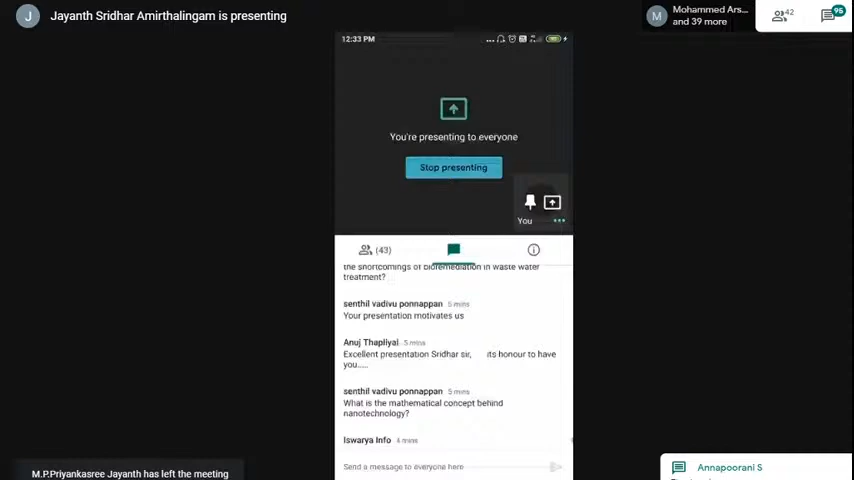 J Jayanth Sridhar Amirthalingam is presenting
M Mohammed Ars...
and 39 more
42
95
12:33 PM
You're presenting to everyone
Stop presenting
You
(43)
the shortcomings of bioremediation in waste water
treatment?
senthil vadivu ponnappan 5 mins
Your presentation motivates us
Anuj Thapliyal 5 mins
Excellent presentation Sridhar sir, its honour to have
you.....
senthil vadivu ponnappan 5 mins
What is the mathematical concept behind
nanotechnology?
Iswarya Info 4 mins
Send a message to everyone here
M.P.Priyankasree Jayanth has left the meeting
Annapoorani S